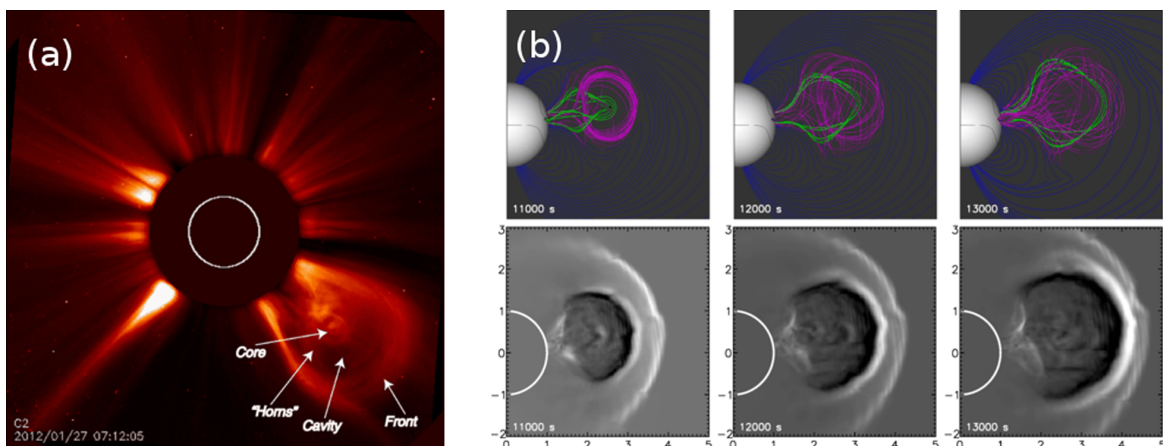 (a)
Core
"Horns"
Cavity
Front
C2
2012/01/27 07:12:05
(b)
11000 s
12000 s
13000 s
3
2
1
0
-1
-2
11000 s
12000 s
13000 s
0 1 2 3 4 5
0 1 2 3 4 5
0 1 2 3 4 5